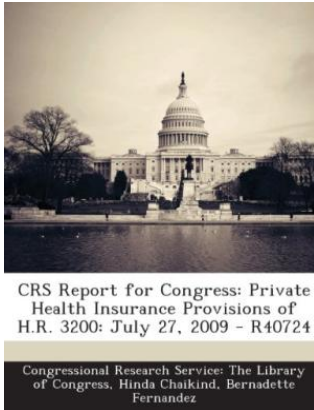 CRS Report for Congress: Private
Health Insurance Provisions of
H.R. 3200: July 27, 2009 - R40724
Congressional Research Service: The Library
of Congress, Hinda Chaikind, Bernadette
Fernandez